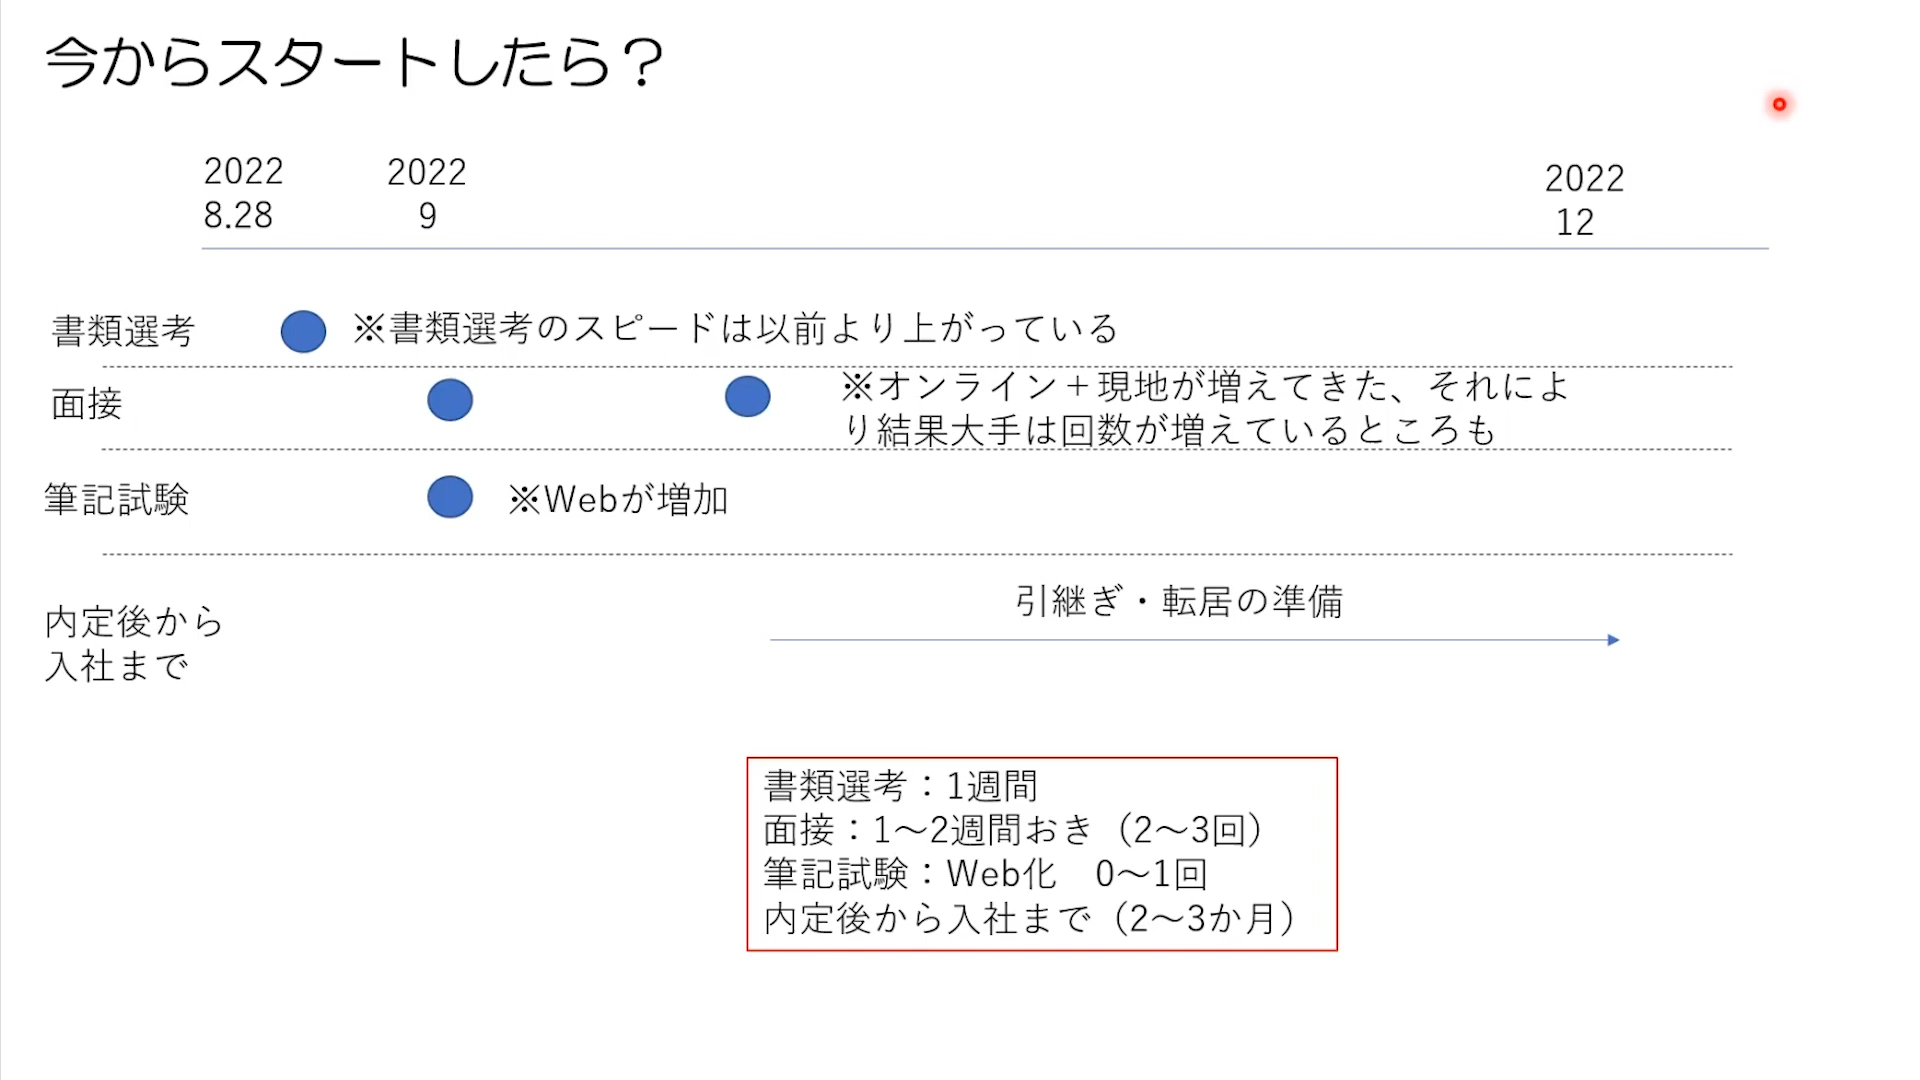 今からスタートしたら？
2022
8.28
2022
9
2022
12
書類選考
※書類選考のスピードは以前より上がっている
面接
※オンライン＋現地が増えてきた、それによ
り結果大手は回数が増えているところも
筆記試験
※Webが増加
内定後から
入社まで
引継ぎ・転居の準備
書類選考：1週間
面接：1～2週間おき（2～3回）
筆記試験：Web化　0～1回
内定後から入社まで（2～3か月）